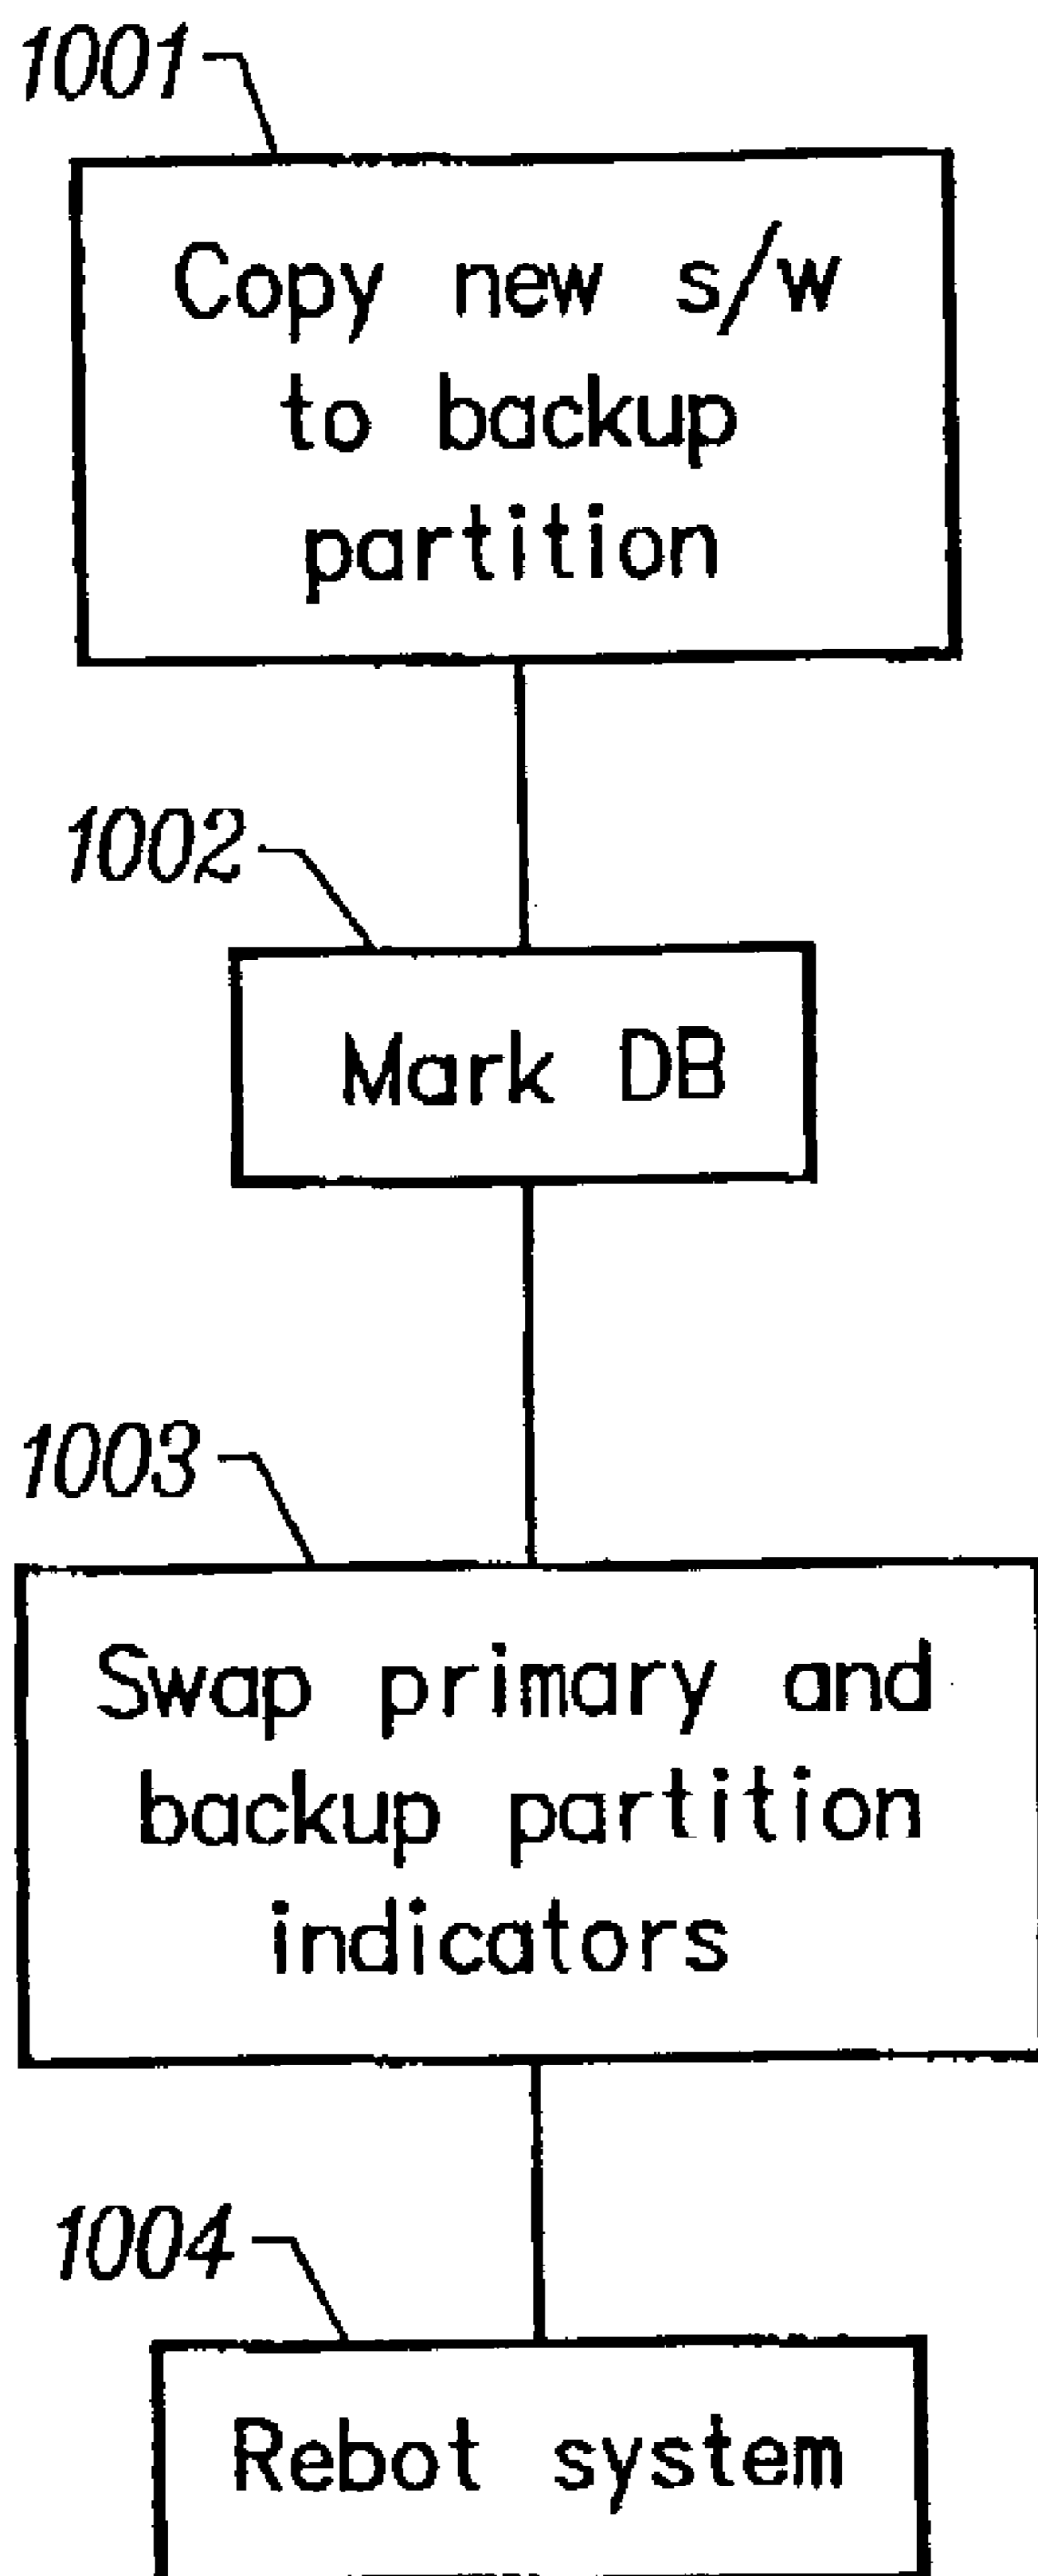 1001
Copy new s/w
to backup
partition
1002
Mark DB
1003
Swap primary and
backup partition
indicators
1004
Rebot system